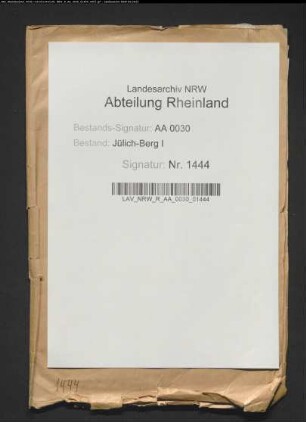 Landesarchiv NRW
Abteilung Rheinland
Bestands-Signatur: AA 0030
Bestand: Jülich-Berg I
Signatur: Nr. 1444
LAV_NRW_R_AA_0030_01444
1444